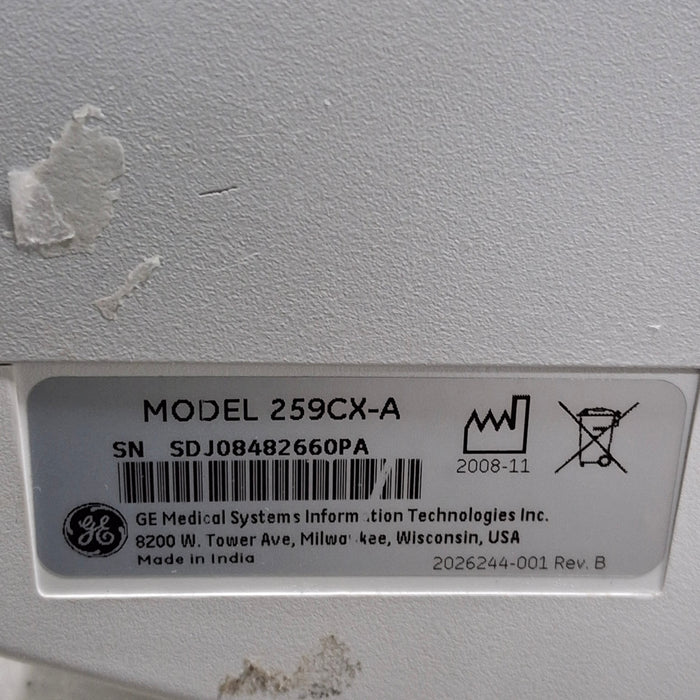 MODEL 259CX-A
SN SDJ08482660PA
2008-11
GE
GE Medical Systems Inform tion Technologies Inc.
8200 W. Tower Ave, Milwa kee, Wisconsin, USA
Made in India
2026244-001 Rev. B